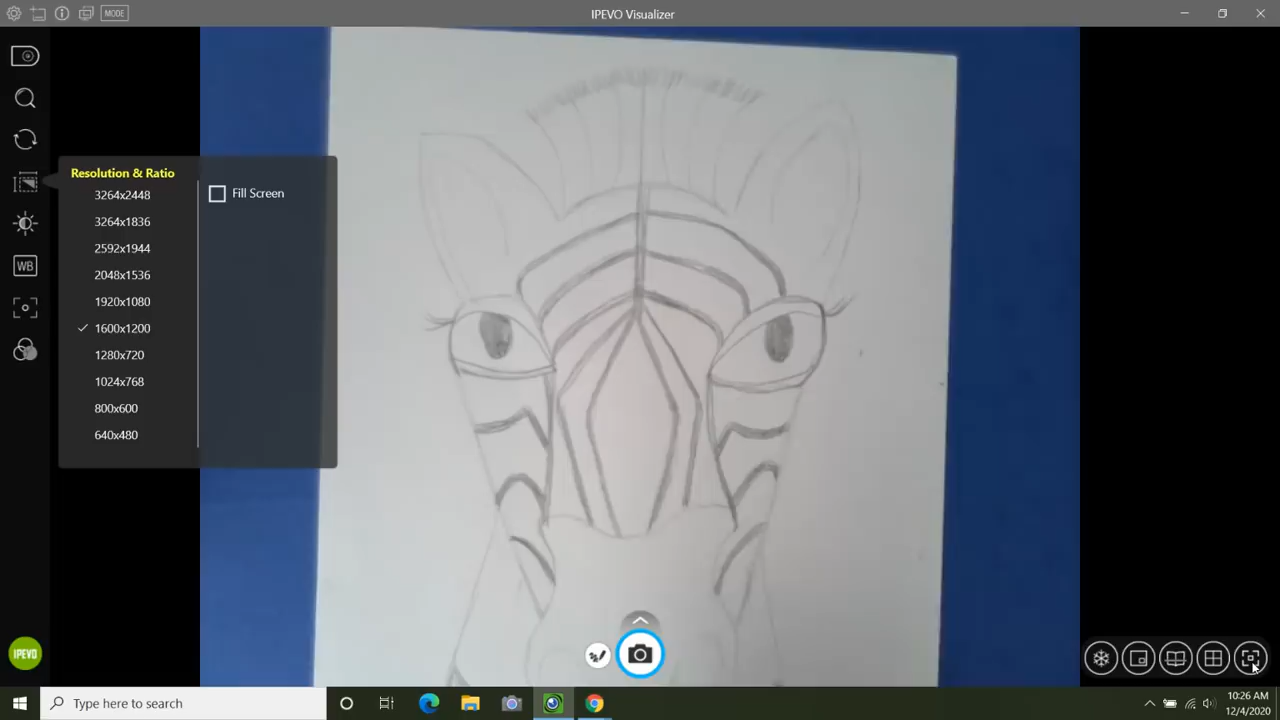 MODE
IPEVO Visualizer
Resolution & Ratio
3264x2448
Fill Screen
3264x1836
2592x1944
2048x1536
1920x1080
1600x1200
1280x720
1024x768
800x600
640x480
WB
IPEVO
Type here to search
10:26 AM
12/4/2020